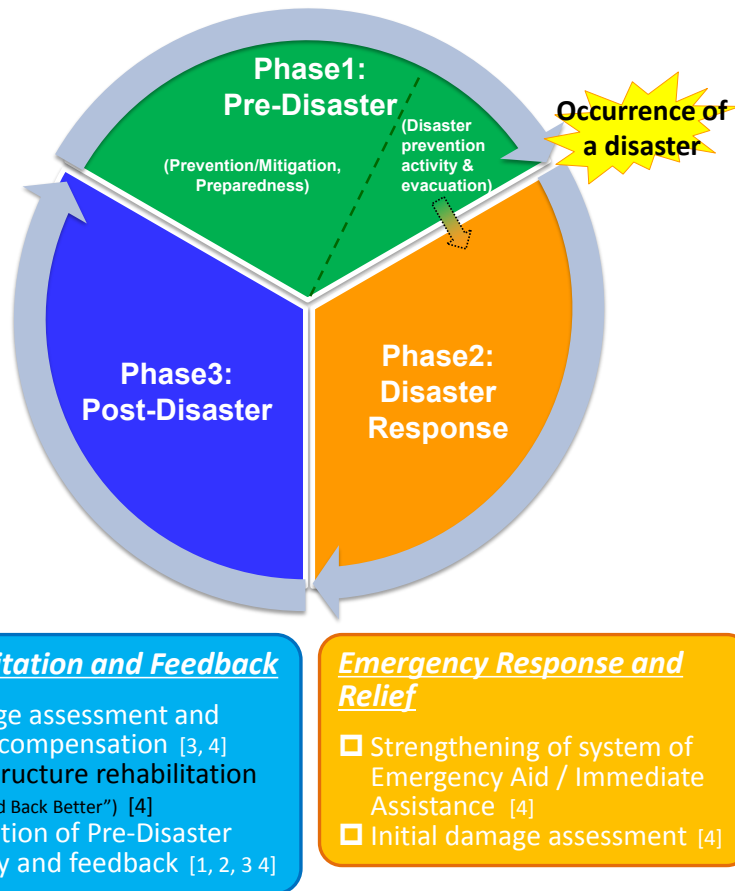 Phase1:
Pre-Disaster
(Prevention/Mitigation,
Preparedness)
(Disaster
prevention
activity &
evacuation)
Occurrence of
a disaster
Phase2:
Disaster
Response
Phase3:
Post-Disaster
itation and Feedback
ge assessment and
compensation [3, 4]
tructure rehabilitation
d Back Better”) [4]
tion of Pre-Disaster
y and feedback [1, 2, 3 4]
Emergency Response and
Relief
Strengthening of system of
Emergency Aid / Immediate
Assistance [4]
Initial damage assessment [4]